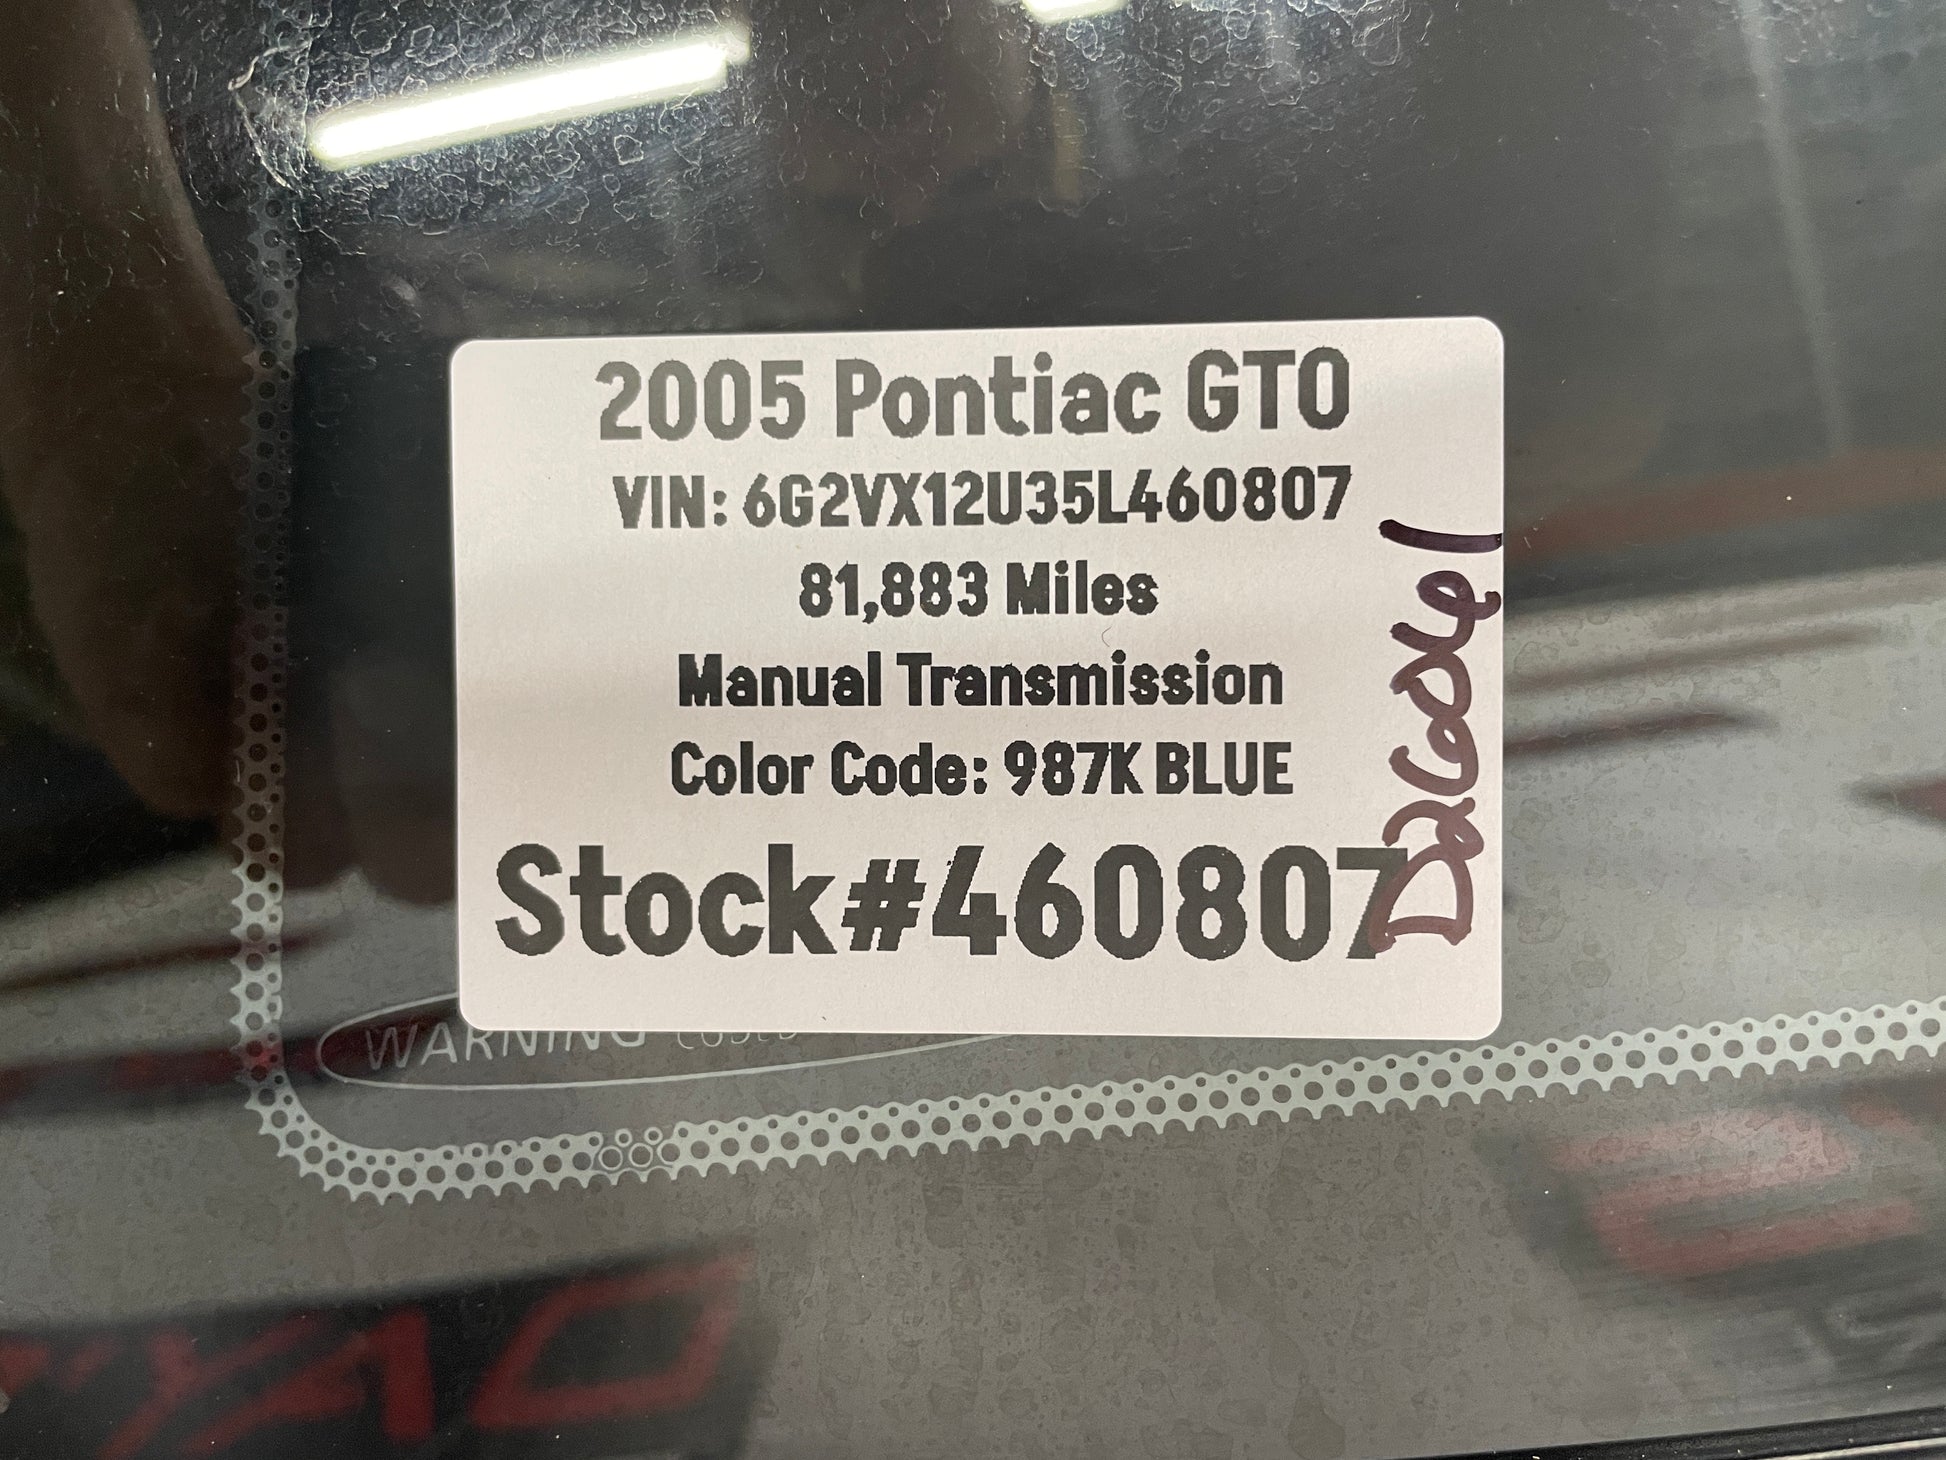 2005 Pontiac GTO
VIN: 6G2VX12U35L460807
81,883 Miles
Manual Transmission
Color Code: 987K BLUE
Stock#460807
WARNING